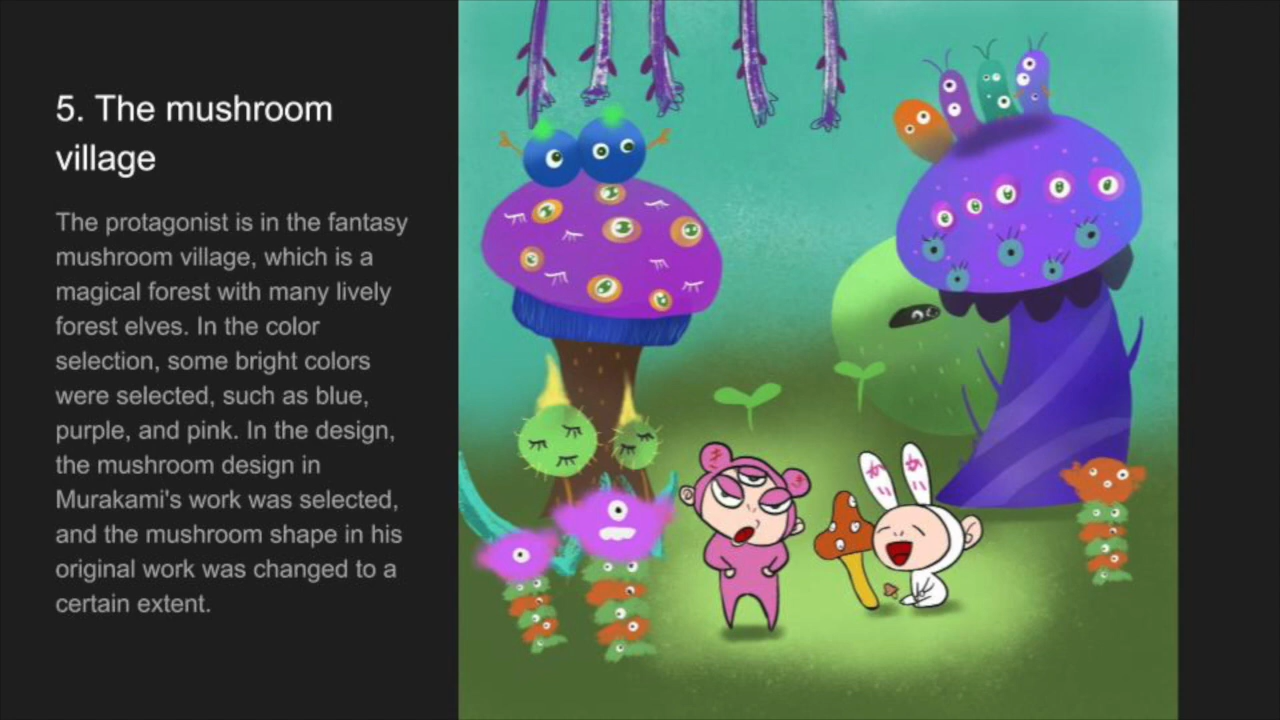 5. The mushroom
village
The protagonist is in the fantasy
mushroom village, which is a
magical forest with many lively
forest elves. In the color
selection, some bright colors
were selected, such as blue,
purple, and pink. In the design,
the mushroom design in
Murakami's work was selected,
and the mushroom shape in his
original work was changed to a
certain extent.